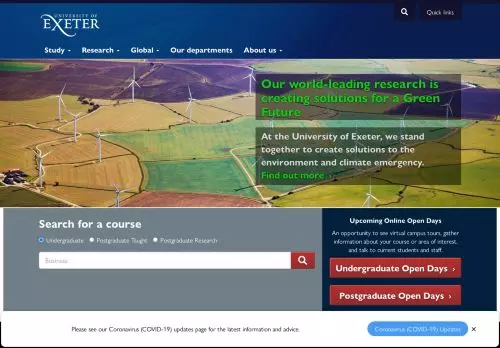 UNIVERSITY OF
EXETER
Quick links
Study
Research
Global
Our departments
About us
Our world-leading research is
creating solutions for a Green
Future
At the University of Exeter, we stand
together to create solutions to the
environment and climate emergency.
Find out more ›
Search for a course
Undergraduate
Postgraduate Taught
Postgraduate Research
Business
Upcoming Online Open Days
An opportunity to see virtual campus tours, gather
information about your course or area of interest,
and talk to current students and staff.
Undergraduate Open Days ›
Postgraduate Open Days ›
Please see our Coronavirus (COVID-19) updates page for the latest information and advice.
Coronavirus (COVID-19) Updates
×